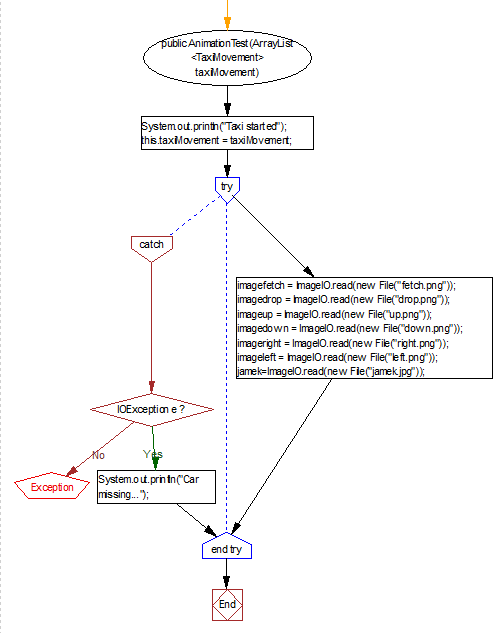 public AnimationTest(ArrayList
<TaxiMovement>
taxiMovement)
System.out.println("Taxi started");
this.taxiMovement = taxiMovement;
try
catch
imagefetch = ImageIO.read(new File("fetch.png"));
imagedrop = ImageIO.read(new File("drop.png"));
imageup = ImageIO.read(new File("up.png"));
imagedown = ImageIO.read(new File("down.png"));
imageright = ImageIO.read(new File("right.png"));
imageleft = ImageIO.read(new File("left.png"));
jamek=ImageIO.read(new File("jamek.jpg"));
IOException e ?
No
Yes
Exception
System.out.println("Car
missing...");
end try
End